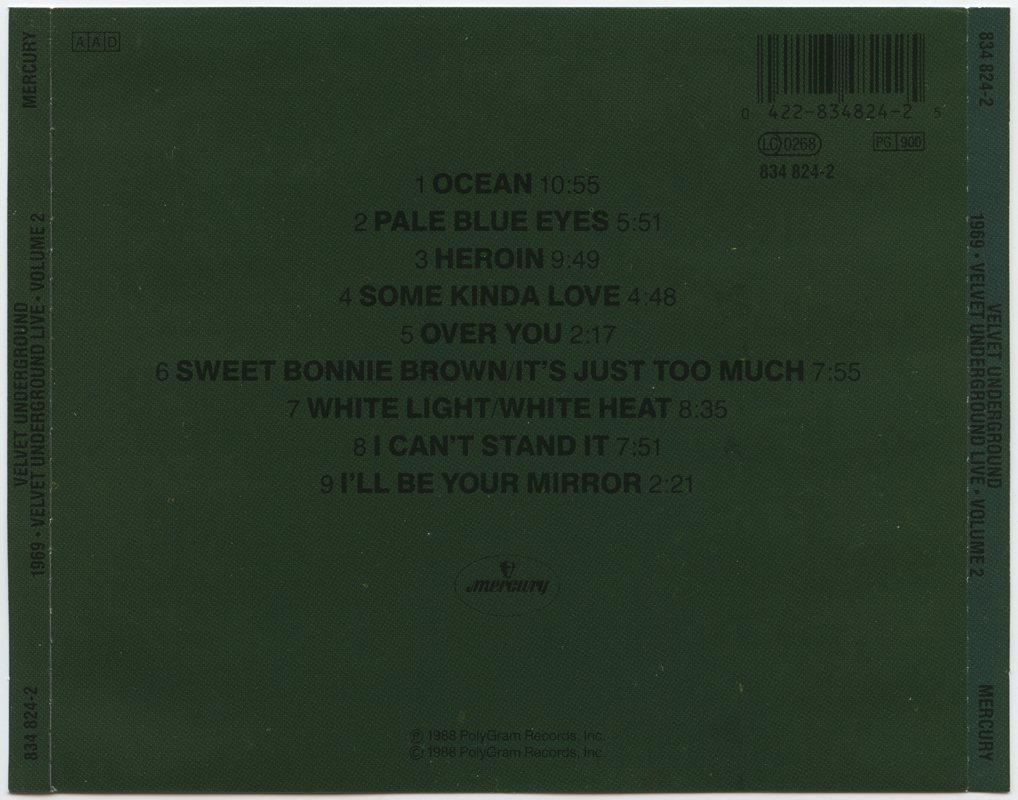 AAD
0 422-834824-2 5
LC 0268
PG 900
834 824-2
1 OCEAN 10:55
2 PALE BLUE EYES 5:51
3 HEROIN 9:49
4 SOME KINDA LOVE 4:48
5 OVER YOU 2:17
6 SWEET BONNIE BROWN/IT'S JUST TOO MUCH 7:55
7 WHITE LIGHT/WHITE HEAT 8:35
8 I CAN'T STAND IT 7:51
9 I'LL BE YOUR MIRROR 2:21
mercury
℗ 1988 PolyGram Records, Inc.
© 1988 PolyGram Records, Inc.
MERCURY
VELVET UNDERGROUND
1969 • VELVET UNDERGROUND LIVE • VOLUME 2
834 824-2
834 824-2
VELVET UNDERGROUND
1969 • VELVET UNDERGROUND LIVE • VOLUME 2
MERCURY